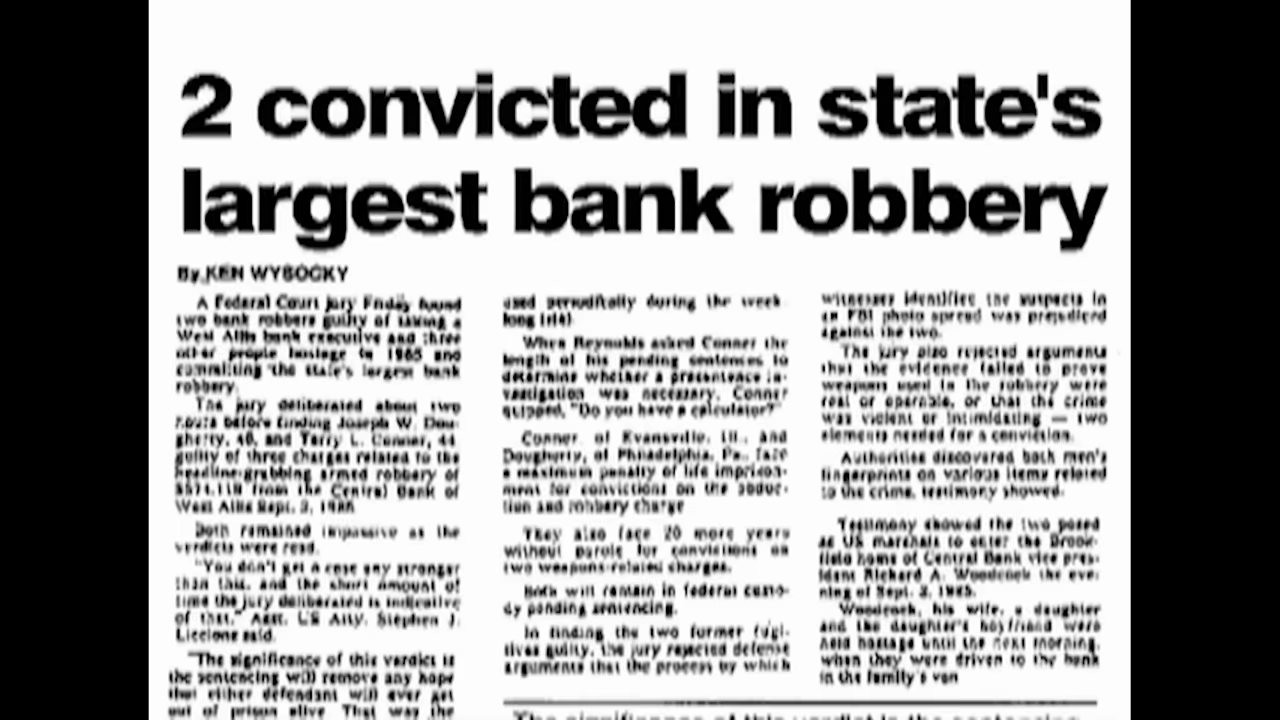 2 convicted in state's
largest bank robbery
By KEN WYSOCKY
A Federal Court jury Friday found
two bank robbers guilty of taking a
West Allis bank executive and three
other people hostage in 1985 and
committing the state's largest bank
robbery.
The jury deliberated about two
hours before finding Joseph W. Dou-
gherty, 46, and Terry L. Conner, 44
guilty of three charges related to the
headline-grabbing armed robbery of
from the Central Bank of
West Allis Sept. 3, 1985.
Both remained impassive as the
verdicts were read.
"You don't get a case any stronger
than this, and the short amount of
time the jury deliberated is indicative
of that," Asst. US Atty. Stephen J.
Liccione said.
"The significance of this verdict is
the sentencing will remove any hope
that either defendant will ever get
out of prison alive. That was the
used periodically during the week-
long trial.
When Reynolds asked Conner the
length of his pending sentences to
determine whether a presentence in-
vestigation was necessary, Conner
quipped, "Do you have a calculator?"
Conner, of Evansville, Ill., and
Dougherty, of Philadelphia, Pa., face
a maximum penalty of life imprison-
ment for convictions on the abduc-
tion and robbery charge
They also face 20 more years
without parole for convictions on
two weapons-related charges.
Both will remain in federal custo-
dy pending sentencing.
In finding the two former fugi-
tives guilty, the jury rejected defense
arguments that the process by which
witnesses identified the suspects in
an FBI photo spread was prejudiced
against the two.
The jury also rejected arguments
that the evidence failed to prove
weapons used in the robbery were
real or operable, or that the crime
was violent or intimidating — two
elements needed for a conviction.
Authorities discovered both men's
fingerprints on various items related
to the crime, testimony showed.
Testimony showed the two posed
as US marshals to enter the Brook-
field home of Central Bank vice pres-
ident Richard A. Woodcock the eve-
ning of Sept. 2, 1985.
Woodcock, his wife, a daughter
and the daughter's boyfriend were
held hostage until the next morning,
when they were driven to the bank
in the family's van
The significance of this verdict is the sentencing